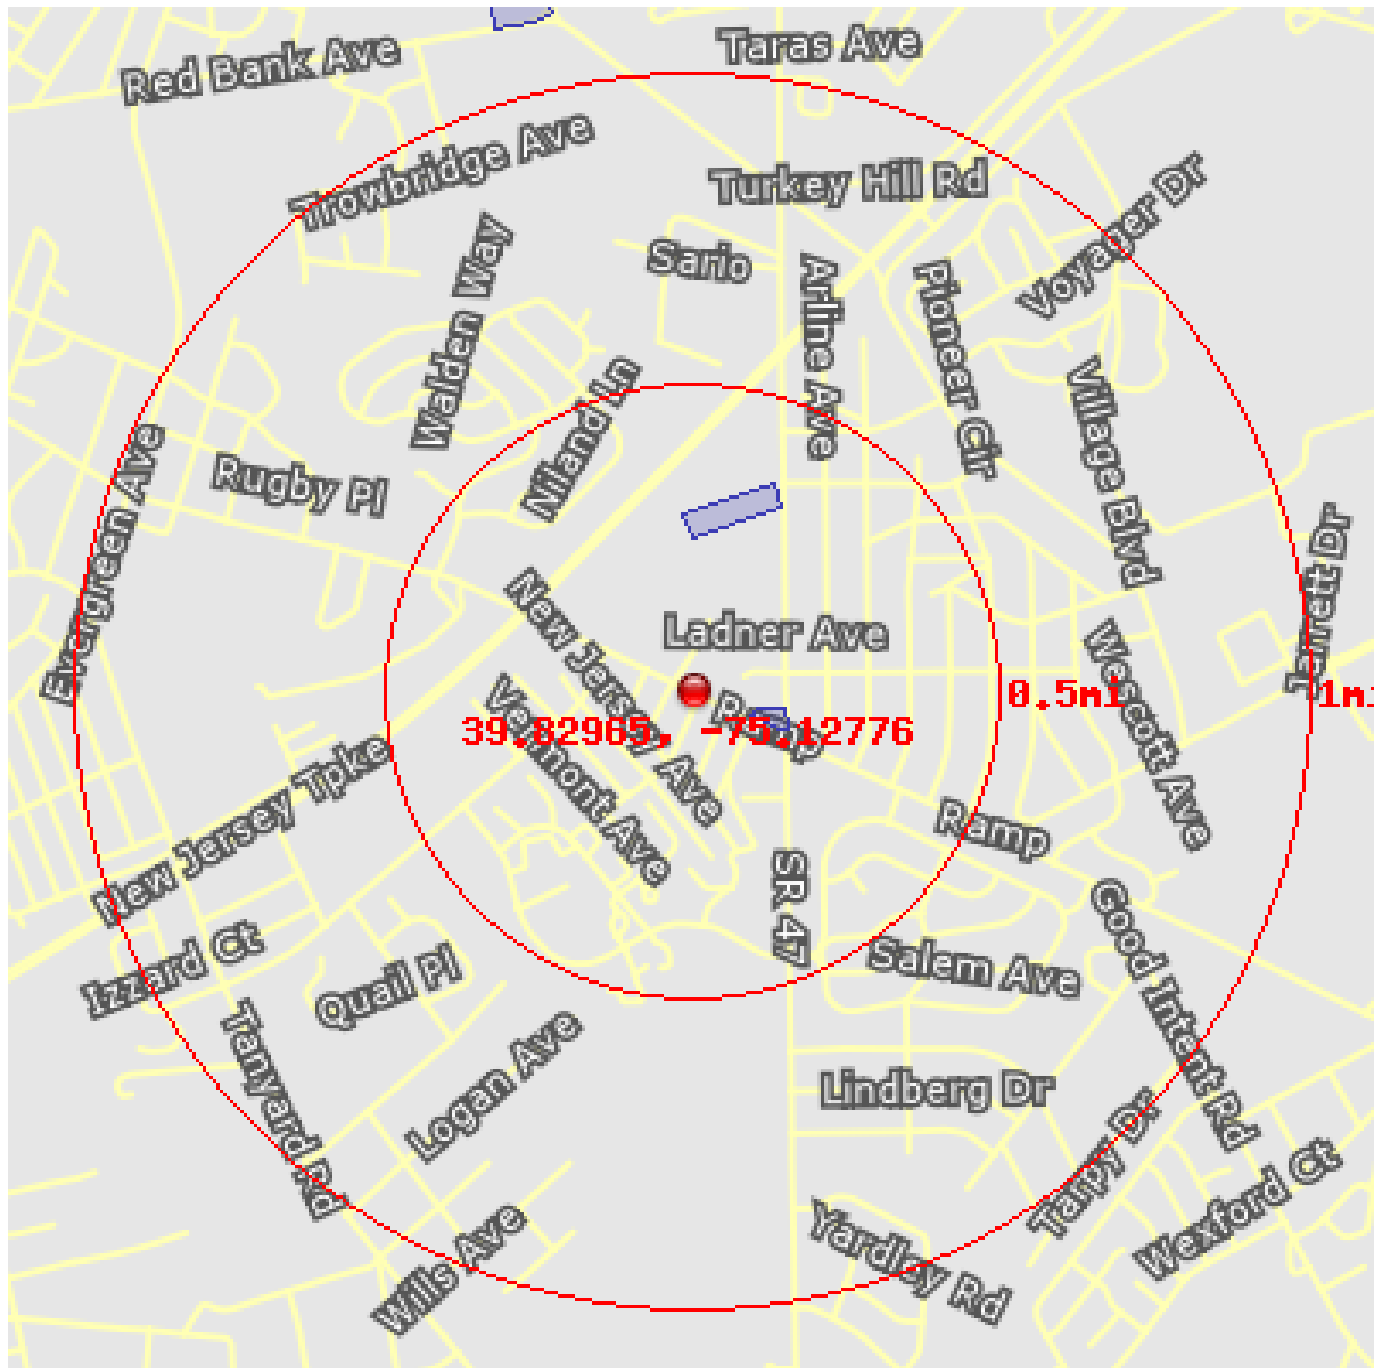 Taras Ave
Red Bank Ave
Trowbridge Ave
Turkey Hill Rd
Voyager Dr
Sario
Walden Way
Arline Ave
Pioneer Cir
Niland Ln
Village Blvd
Rugby Pl
Evergreen Ave
Jarrett Dr
New Jersey Ave
Ladner Ave
Wescott Ave
0.5mi
1mi
Vermont Ave
Ramp
39.82965, -75.12776
New Jersey Tpke
Ramp
SR 47
Good Intent Rd
Izzard Ct
Quail Pl
Salem Ave
Tanyard Rd
Logan Ave
Lindberg Dr
Tarpy Dr
Wexford Ct
Willis Ave
Yardley Rd